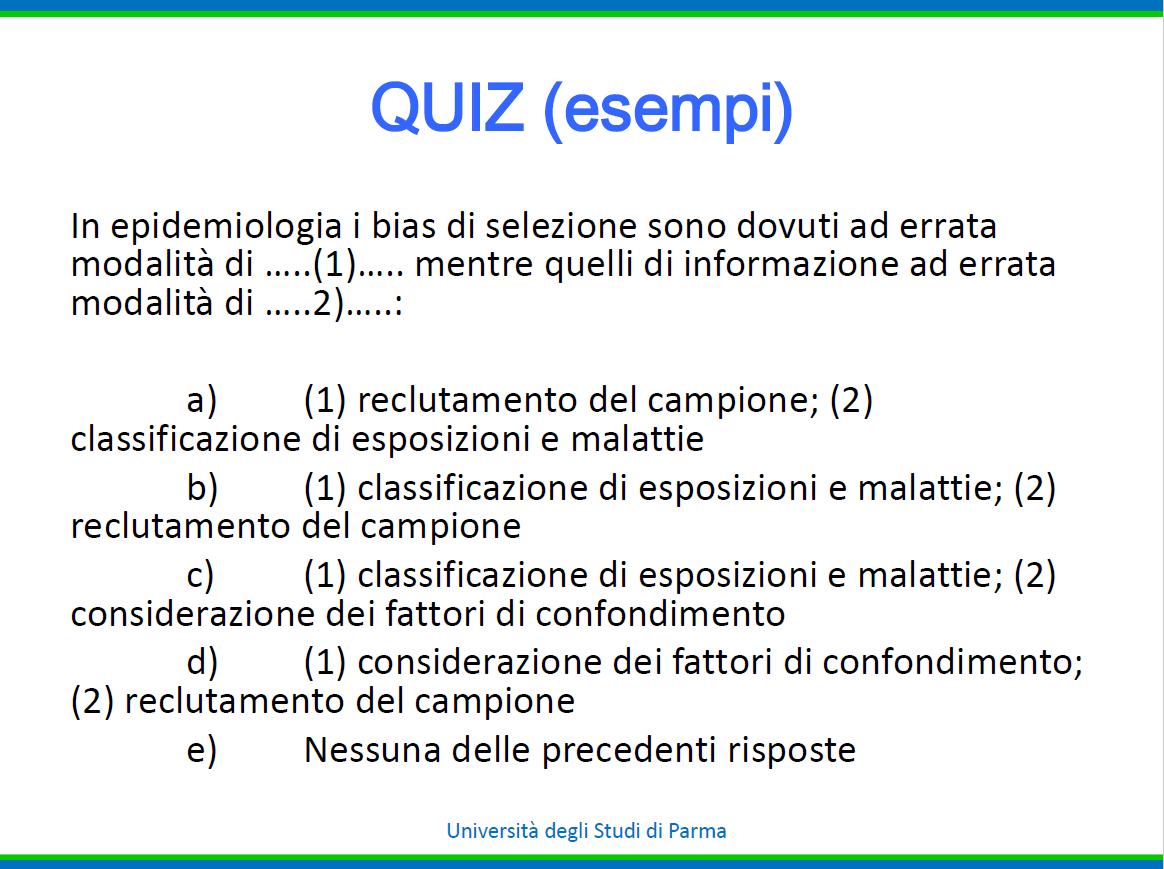 QUIZ (esempi)
In epidemiologia i bias di selezione sono dovuti ad errata
modalità di …..(1)….. mentre quelli di informazione ad errata
modalità di …..2)…..:
a) (1) reclutamento del campione; (2)
classificazione di esposizioni e malattie
b) (1) classificazione di esposizioni e malattie; (2)
reclutamento del campione
c) (1) classificazione di esposizioni e malattie; (2)
considerazione dei fattori di confondimento
d) (1) considerazione dei fattori di confondimento;
(2) reclutamento del campione
e) Nessuna delle precedenti risposte
Università degli Studi di Parma